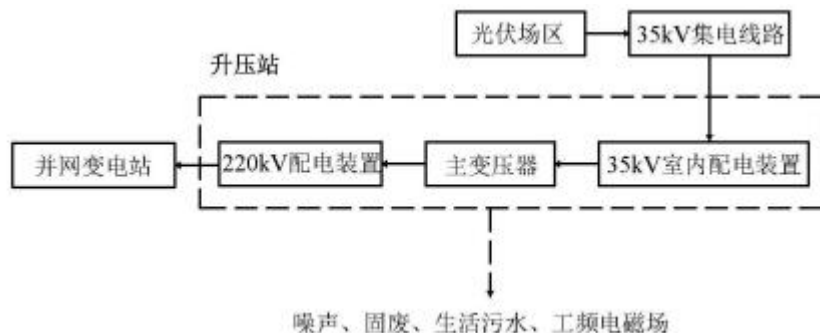 光伏场区
35kV集电线路
升压站
并网变电站
220kV配电装置
主变压器
35kV室内配电装置
噪声、固废、生活污水、工频电磁场